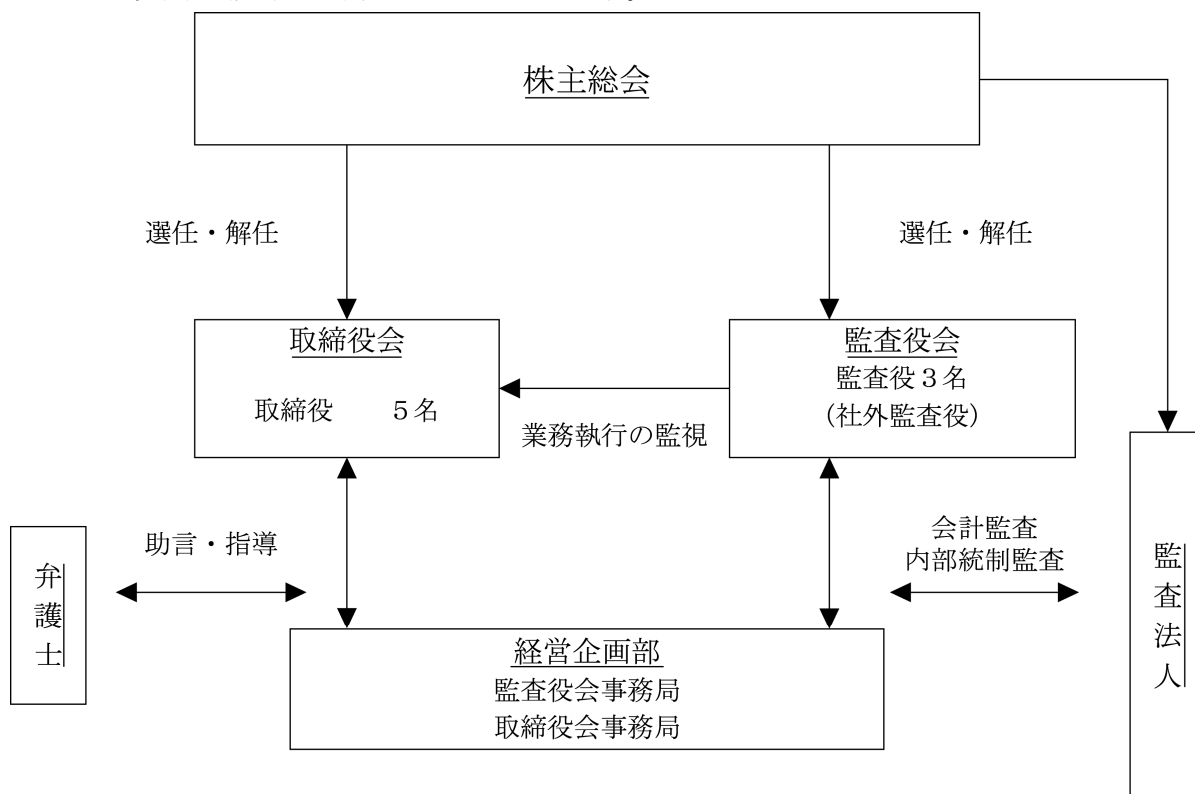 株主総会
選任・解任
選任・解任
取締役会
取締役 5名
監査役会
監査役3名
(社外監査役)
業務執行の監視
助言・指導
会計監査
内部統制監査
弁護士
監査法人
経営企画部
監査役会事務局
取締役会事務局